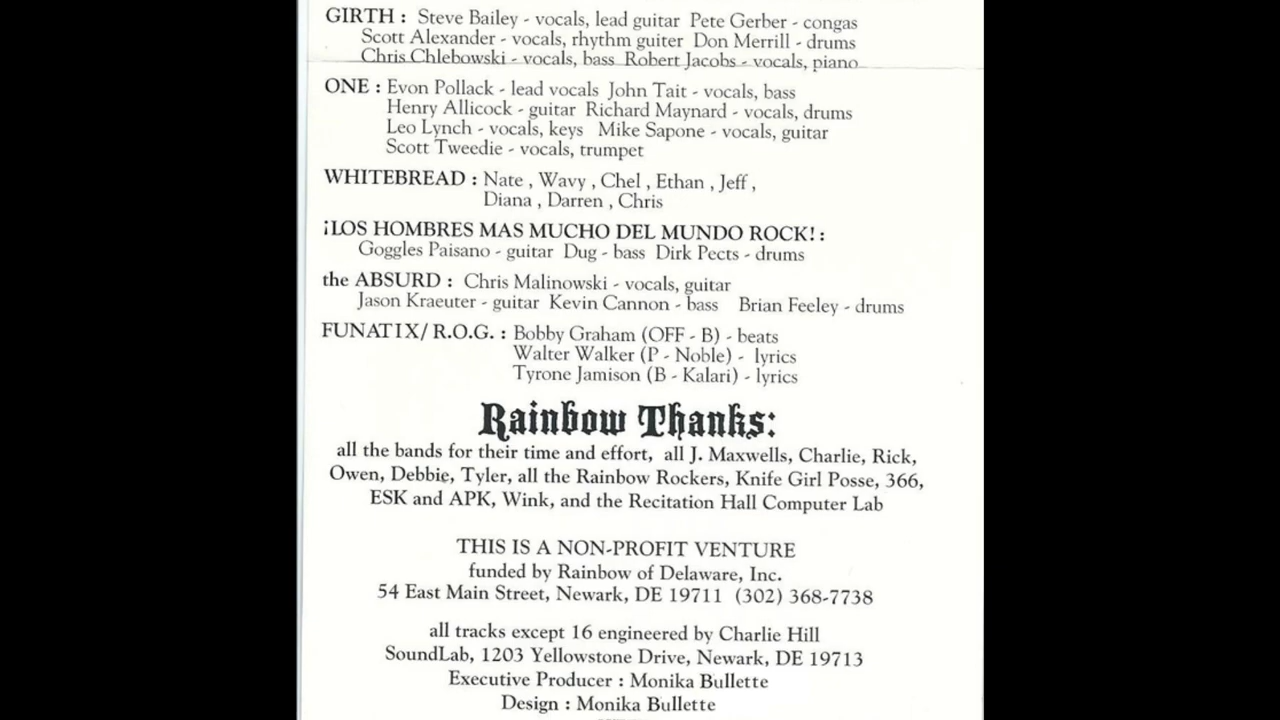 GIRTH : Steve Bailey - vocals, lead guitar Pete Gerber - congas
Scott Alexander - vocals, rhythm guiter Don Merrill - drums
Chris Chlebowski - vocals, bass Robert Jacobs - vocals, piano
ONE : Evon Pollack - lead vocals John Tait - vocals, bass
Henry Allicock - guitar Richard Maynard - vocals, drums
Leo Lynch - vocals, keys Mike Sapone - vocals, guitar
Scott Tweedie - vocals, trumpet
WHITEBREAD : Nate , Wavy , Chel , Ethan , Jeff ,
Diana , Darren , Chris
¡LOS HOMBRES MAS MUCHO DEL MUNDO ROCK! :
Goggles Paisano - guitar Dug - bass Dirk Pects - drums
the ABSURD : Chris Malinowski - vocals, guitar
Jason Kraeuter - guitar Kevin Cannon - bass Brian Feeley - drums
FUNATIX/ R.O.G. : Bobby Graham (OFF - B) - beats
Walter Walker (P - Noble) - lyrics
Tyrone Jamison (B - Kalari) - lyrics
Rainbow Thanks:
all the bands for their time and effort, all J. Maxwells, Charlie, Rick,
Owen, Debbie, Tyler, all the Rainbow Rockers, Knife Girl Posse, 366,
ESK and APK, Wink, and the Recitation Hall Computer Lab
THIS IS A NON-PROFIT VENTURE
funded by Rainbow of Delaware, Inc.
54 East Main Street, Newark, DE 19711 (302) 368-7738
all tracks except 16 engineered by Charlie Hill
SoundLab, 1203 Yellowstone Drive, Newark, DE 19713
Executive Producer : Monika Bullette
Design : Monika Bullette